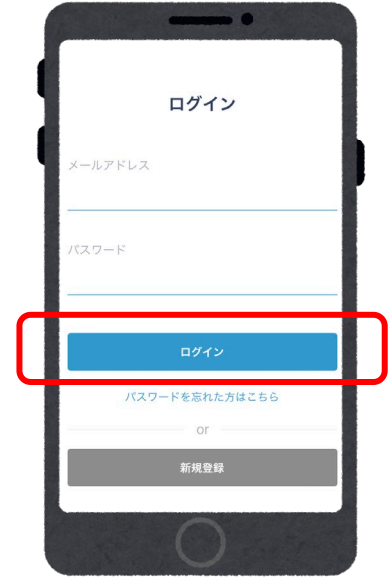 ログイン
メールアドレス
パスワード
ログイン
パスワードを忘れた方はこちら
or
新規登録